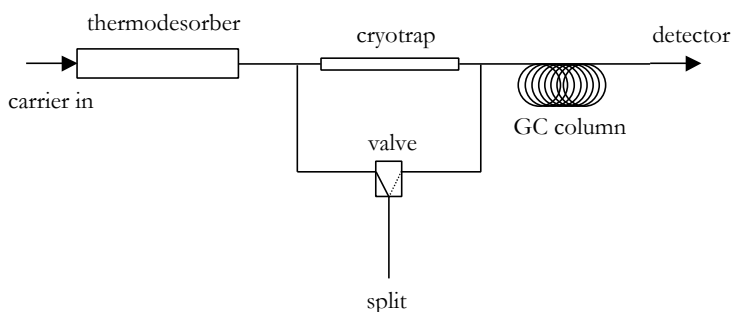 thermodesorber
cryotrap
detector
carrier in
GC column
valve
split